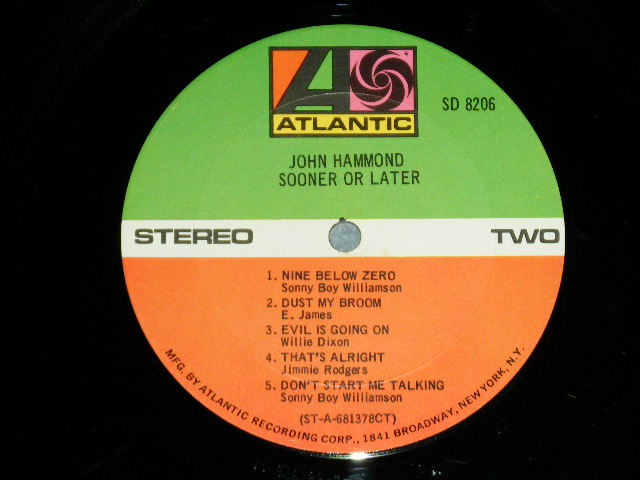 ATLANTIC
SD 8206
JOHN HAMMOND
SOONER OR LATER
STEREO TWO
1. NINE BELOW ZERO
Sonny Boy Williamson
2. DUST MY BROOM
E. James
3. EVIL IS GOING ON
Willie Dixon
4. THAT'S ALRIGHT
Jimmie Rodgers
5. DON'T START ME TALKING
Sonny Boy Williamson
(ST-A-681378CT)
MFG. BY ATLANTIC RECORDING CORP., 1841 BROADWAY, NEW YORK, N.Y.